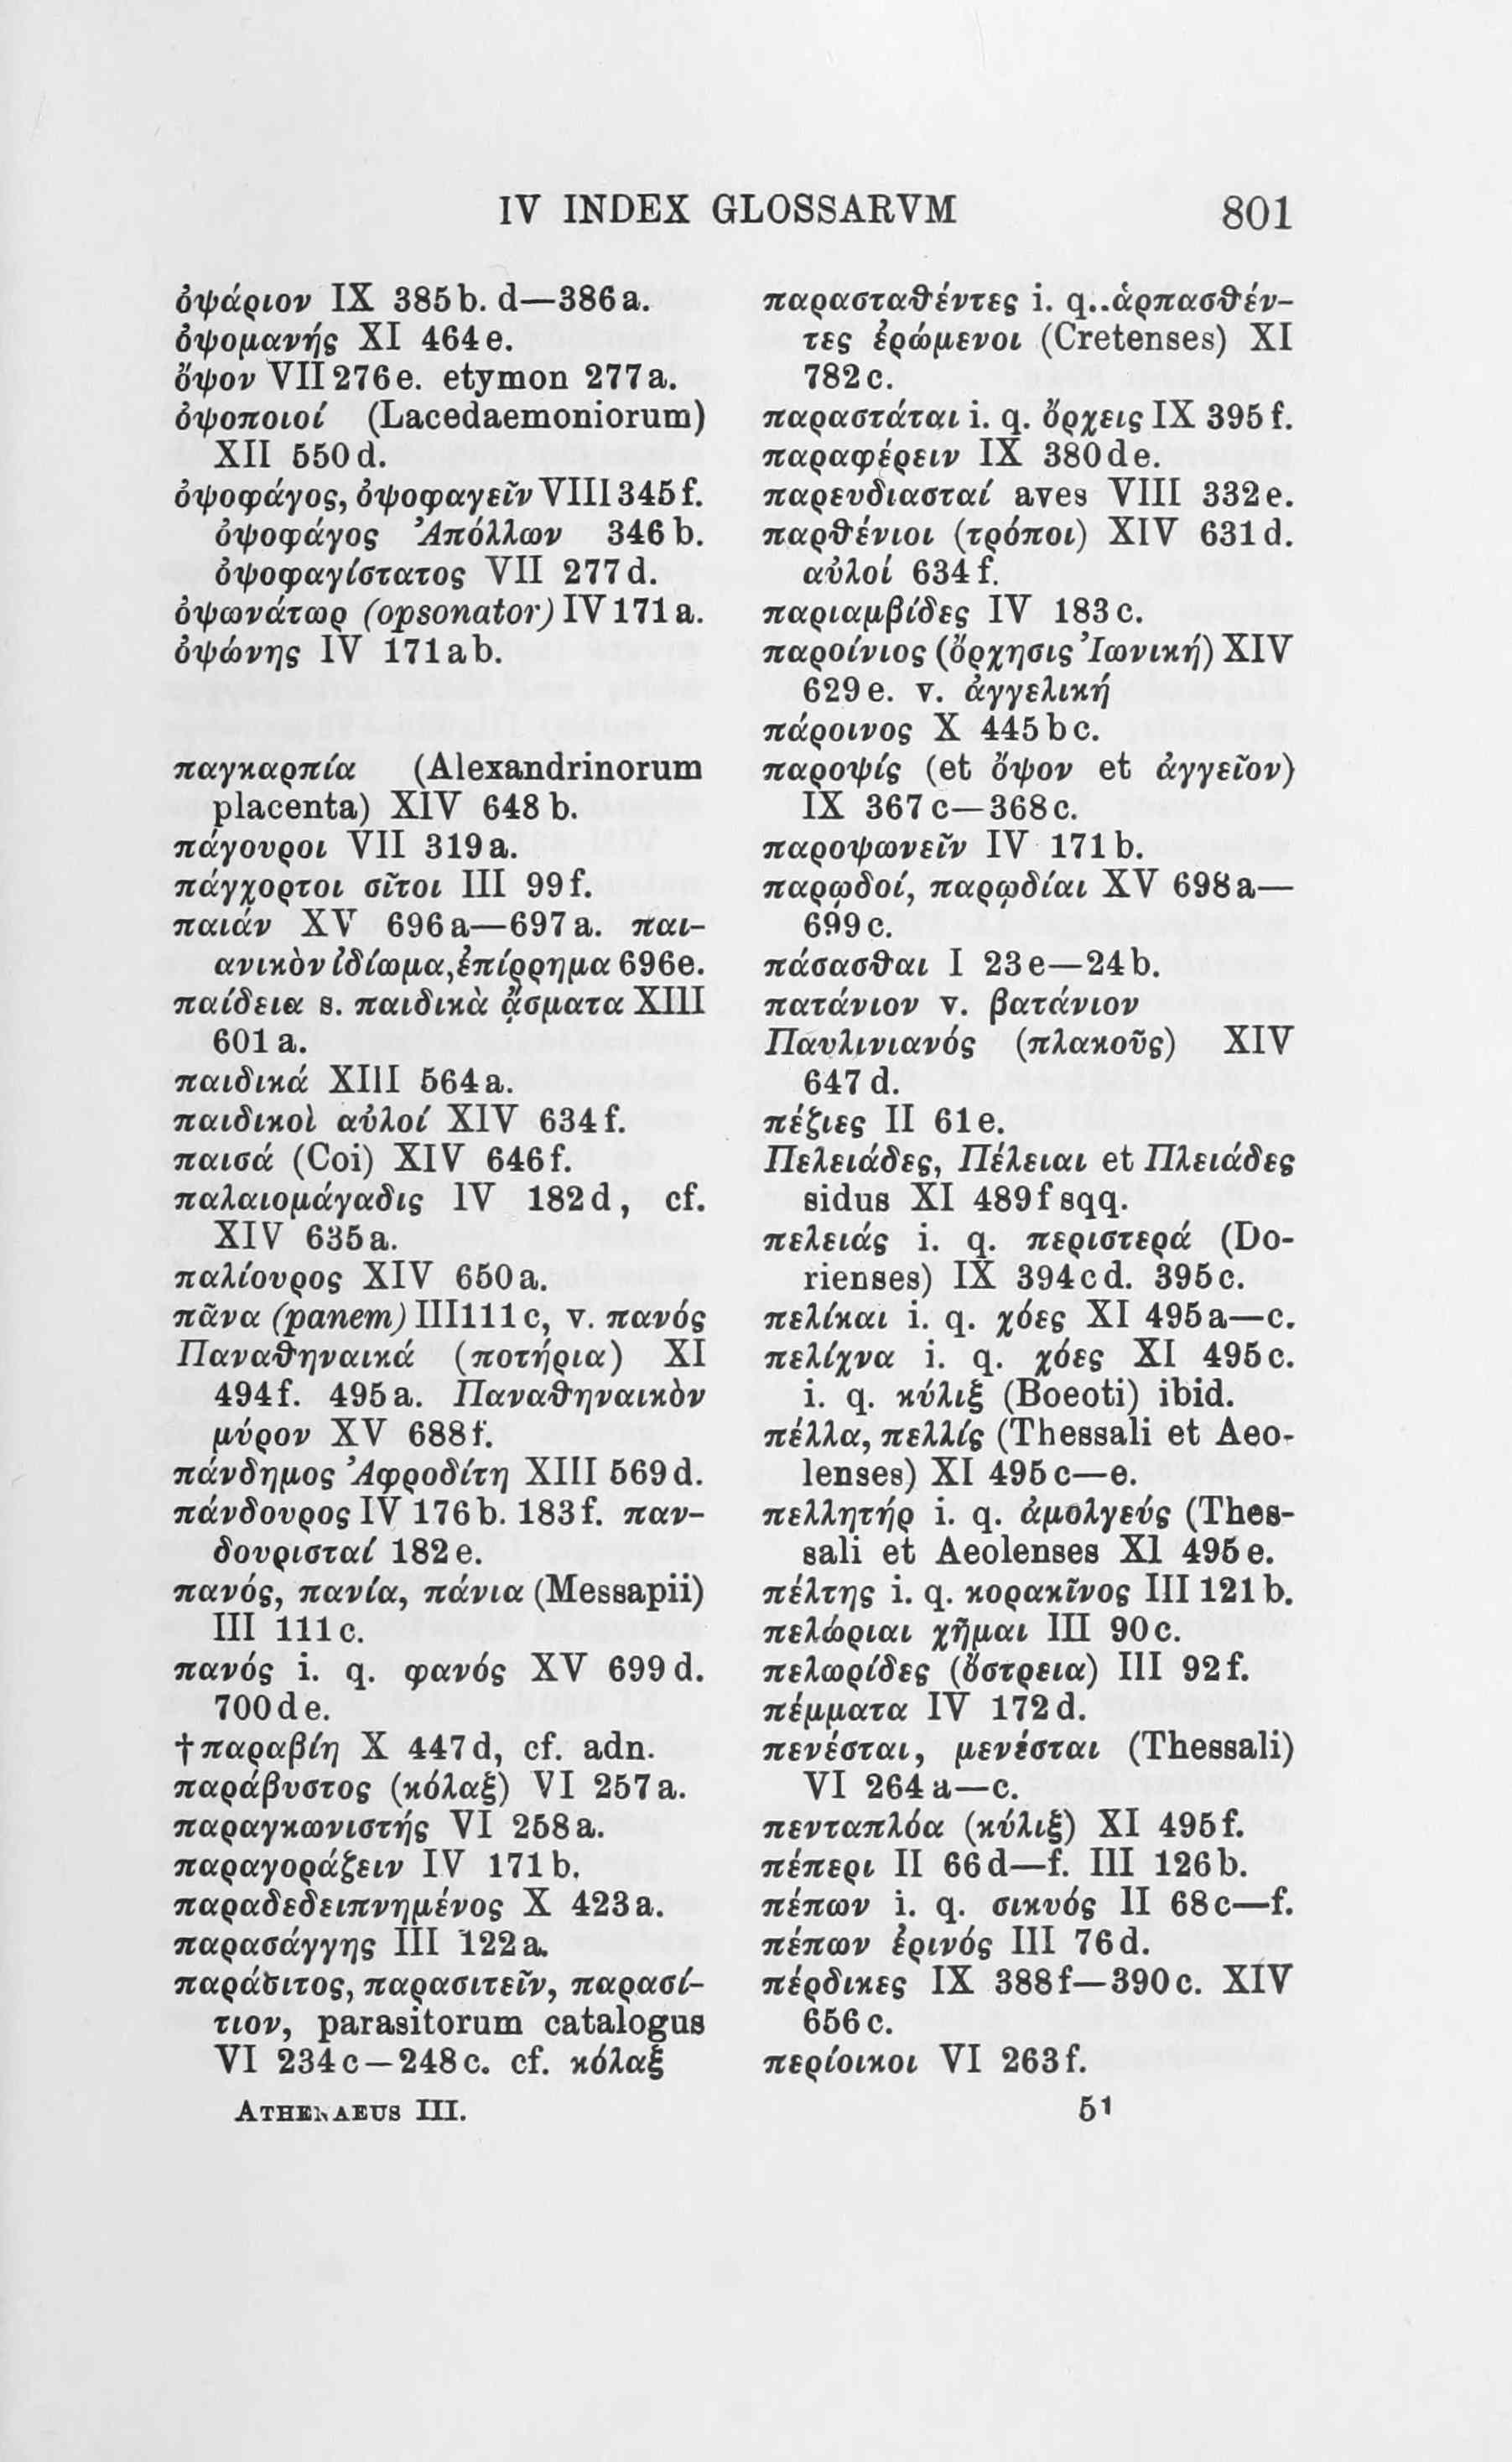 IV INDEX GLOSSARVM 801
ὀψάριον IX 385b. d—386a.
ὀψομανής XI 464e.
ὄψον VII 276e. etymon 277a.
ὀψοποιοί (Lacedaemoniorum)
XII 550d.
ὀψοφάγος, ὀψοφαγεῖν VIII 345f.
ὀψοφάγος Ἀπόλλων 346b.
ὀψοφαγίστατος VII 277d.
ὀψωνάτωρ (opsonator) IV 171a.
ὀψώνης IV 171ab.
παγκαρπία (Alexandrinorum
placenta) XIV 648b.
πάγουροι VII 319a.
πάγχορτοι σῖτοι III 99f.
παιάν XV 696a—697a. παι-
ανικὸν ἰδίωμα, ἐπίρρημα 696e.
παίδεια s. παιδικὰ ᾄσματα XIII
601a.
παιδικά XIII 564a.
παιδικοὶ αὐλοί XIV 634f.
παισά (Coi) XIV 646f.
παλαιομάγαδις IV 182d, cf.
XIV 635a.
παλίουρος XIV 650a.
πᾶνα (panem) III 111c, v. πανός
Παναθηναικά (ποτήρια) XI
494f. 495a. Παναθηναικὸν
μύρον XV 688f.
πάνδημος Ἀφροδίτη XIII 569d.
πάνδουρος IV 176b. 183f. παν-
δουρισταί 182e.
πανός, πανία, πάνια (Messapii)
III 111c.
πανός i. q. φανός XV 699d.
700de.
†παραβίη X 447d, cf. adn.
παράβυστος (κόλαξ) VI 257a.
παραγκωνιστής VI 258a.
παραγοράζειν IV 171b.
παραδεδειπνημένος X 423a.
παρασάγγης III 122a.
παράσιτος, παρασιτεῖν, παρασί-
τιον, parasitorum catalogus
VI 234c—248c. cf. κόλαξ
παρασταθέντες i. q. ἁρπασθέν-
τες ἐρώμενοι (Cretenses) XI
782c.
παραστάται i. q. ὄρχεις IX 395f.
παραφέρειν IX 380de.
παρευδιασταί aves VIII 332e.
παρθένιοι (τρόποι) XIV 631d.
αὐλοί 634f.
παριαμβίδες IV 183c.
παροίνιος (ὄρχησις Ἰωνική) XIV
629e. v. ἀγγελική
πάροινος X 445bc.
παροψίς (et ὄψον et ἀγγεῖον)
IX 367c—368c.
παροψωνεῖν IV 171b.
παρῳδοί, παρῳδίαι XV 698a—
699c.
πάσασθαι I 23e—24b.
πατάνιον v. βατάνιον
Παυλινιανός (πλακοῦς) XIV
647d.
πέζιες II 61e.
Πελειάδες, Πέλειαι et Πλειάδες
sidus XI 489f sqq.
πελειάς i. q. περιστερά (Do-
rienses) IX 394cd. 395c.
πελίκαι i. q. χόες XI 495a—c.
πελίχνα i. q. χόες XI 495c.
i. q. κύλιξ (Boeoti) ibid.
πέλλα, πελλίς (Thessali et Aeo-
lenses) XI 495c—e.
πελλητήρ i. q. ἀμολγεύς (Thes-
sali et Aeolenses XI 495e.
πέλτης i. q. κορακῖνος III 121b.
πελώριαι χῆμαι III 90c.
πελωρίδες (ὄστρεια) III 92f.
πέμματα IV 172d.
πενέσται, μενέσται (Thessali)
VI 264a—c.
πενταπλόα (κύλιξ) XI 495f.
πέπερι II 66d—f. III 126b.
πέπων i. q. σικυός II 68c—f.
πέπων ἐρινός III 76d.
πέρδικες IX 388f—390c. XIV
656c.
περίοικοι VI 263f.
ATHENAEUS III. 51